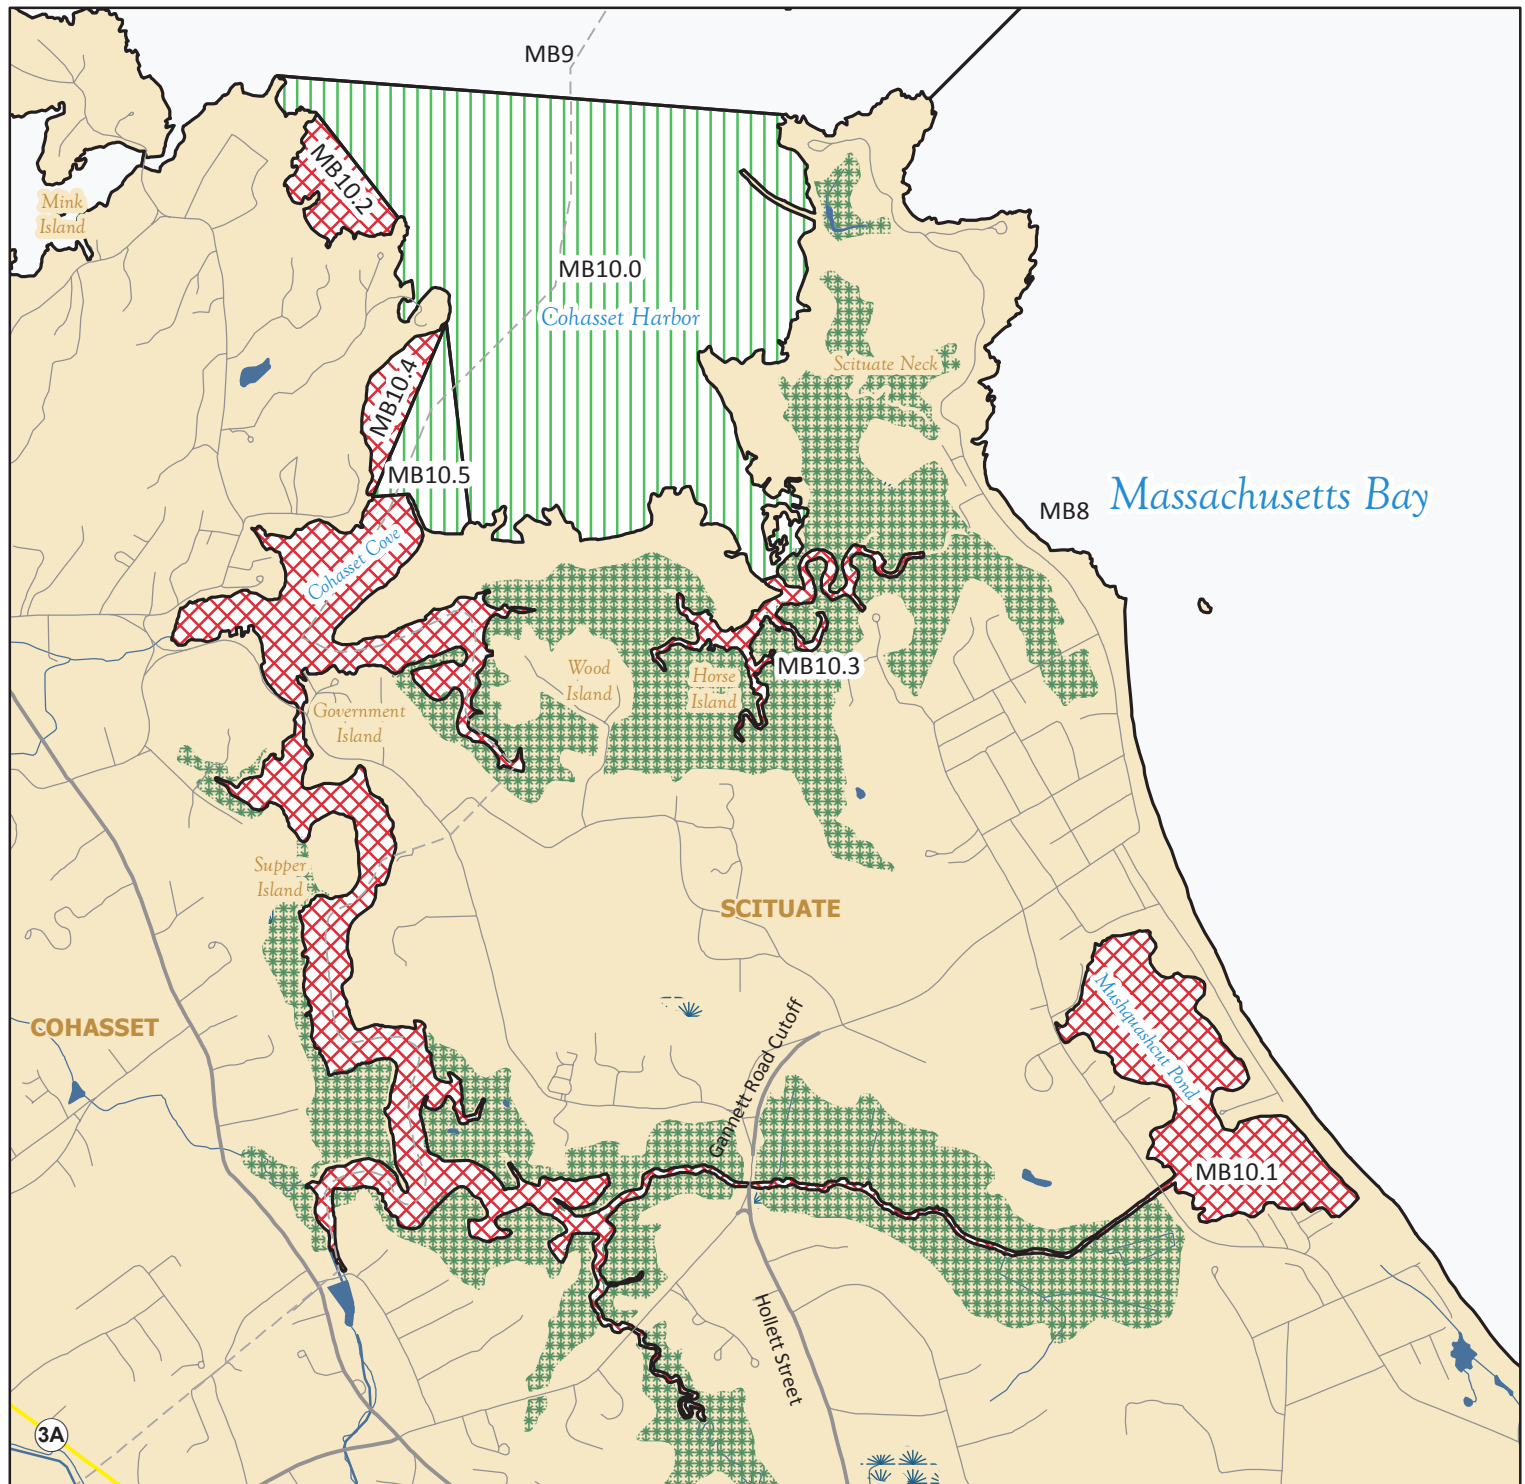 MB9
MB10.2
Mink
Island
MB10.0
Cohasset Harbor
Scituate Neck
MB10.4
MB10.5
Massachusetts Bay
MB8
Cohasset Cove
MB10.3
Wood
Island
Horse
Island
Government
Island
Supper
Island
SCITUATE
COHASSET
Mushquashcut Pond
Gannett Road Cutoff
MB10.1
Hollett Street
3A